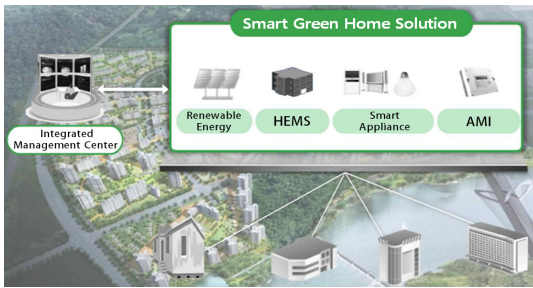 Smart Green Home Solution
Renewable
Energy
HEMS
Smart
Appliance
AMI
Integrated
Management Center